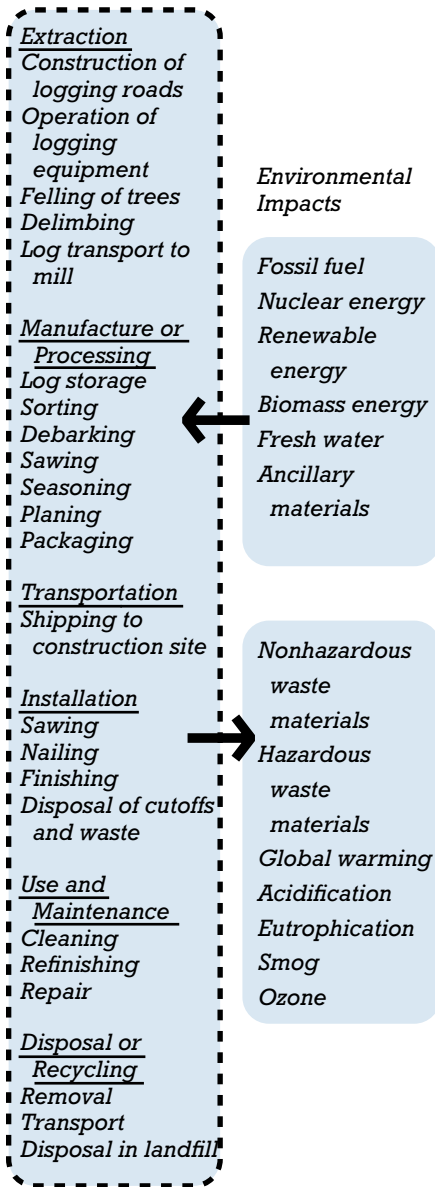 Extraction
Construction of
logging roads
Operation of
logging
equipment
Felling of trees
Delimbing
Log transport to
mill
Manufacture or
Processing
Log storage
Sorting
Debarking
Sawing
Seasoning
Planing
Packaging
Transportation
Shipping to
construction site
Installation
Sawing
Nailing
Finishing
Disposal of cutoffs
and waste
Use and
Maintenance
Cleaning
Refinishing
Repair
Disposal or
Recycling
Removal
Transport
Disposal in landfill
Environmental
Impacts
Fossil fuel
Nuclear energy
Renewable
energy
Biomass energy
Fresh water
Ancillary
materials
Nonhazardous
waste
materials
Hazardous
waste
materials
Global warming
Acidification
Eutrophication
Smog
Ozone